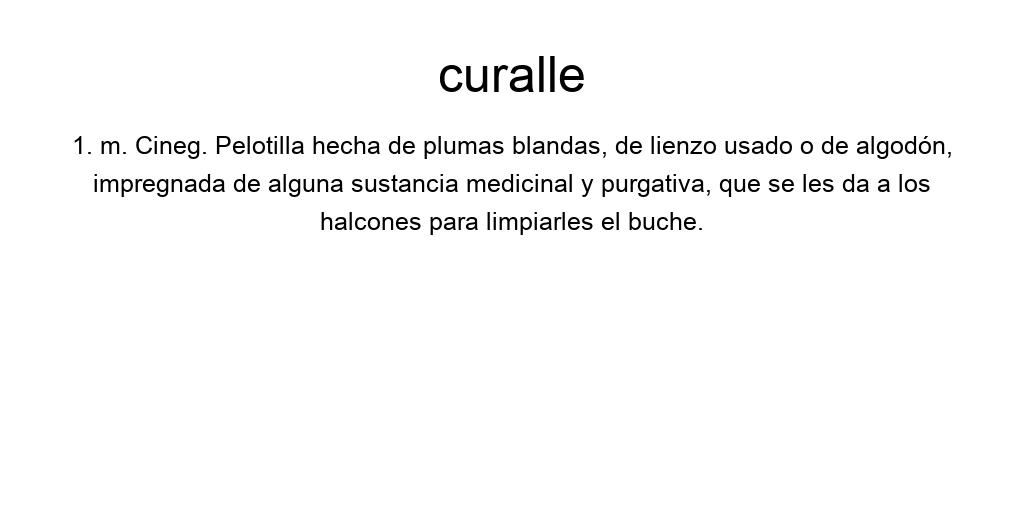 curalle
1. m. Cineg. Pelotilla hecha de plumas blandas, de lienzo usado o de algodón,
impregnada de alguna sustancia medicinal y purgativa, que se les da a los
halcones para limpiarles el buche.